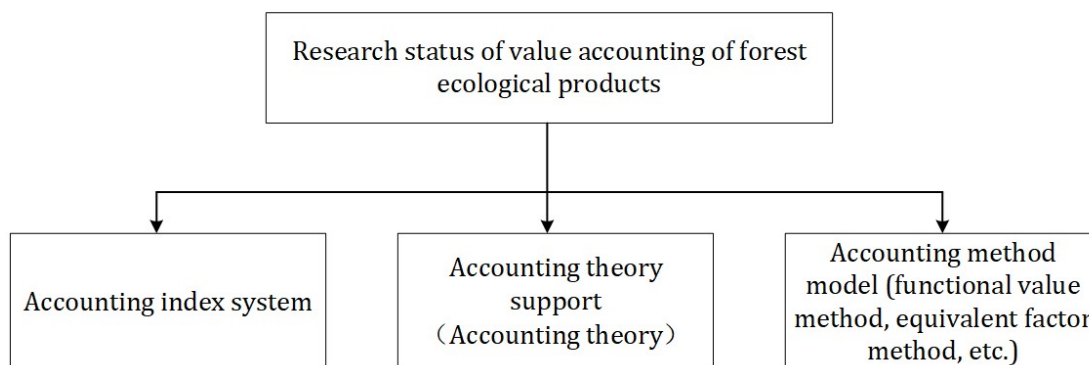 Research status of value accounting of forest
ecological products
Accounting index system
Accounting theory
support
（Accounting theory）
Accounting method
model (functional value
method, equivalent factor
method, etc.)